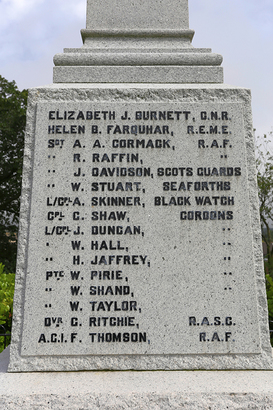 ELIZABETH J. BURNETT, Q.N.R.
HELEN B. FARQUHAR, R.E.M.E.
SGT A. A. CORMACK, R.A.F.
" R. RAFFIN, "
" J. DAVIDSON, SCOTS GUARDS
" W. STUART, SEAFORTHS
L/CPL A. SKINNER, BLACK WATCH
CPL C. SHAW, GORDONS
L/CPL J. DUNCAN, "
" W. HALL, "
" H. JAFFREY, "
PTE W. PIRIE, "
" W. SHAND, "
" W. TAYLOR, "
DVR G. RITCHIE, R.A.S.C.
A.C.I. F. THOMSON, R.A.F.